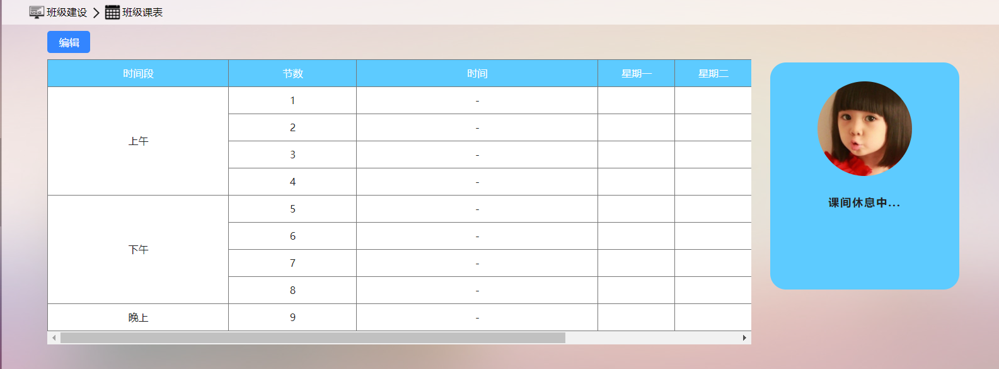 班级建设 > 班级课表
编辑
时间段 节数 时间 星期一 星期二
上午 1 -
2 -
3 -
4 -
下午 5 -
6 -
7 -
8 -
晚上 9 -
课间休息中...